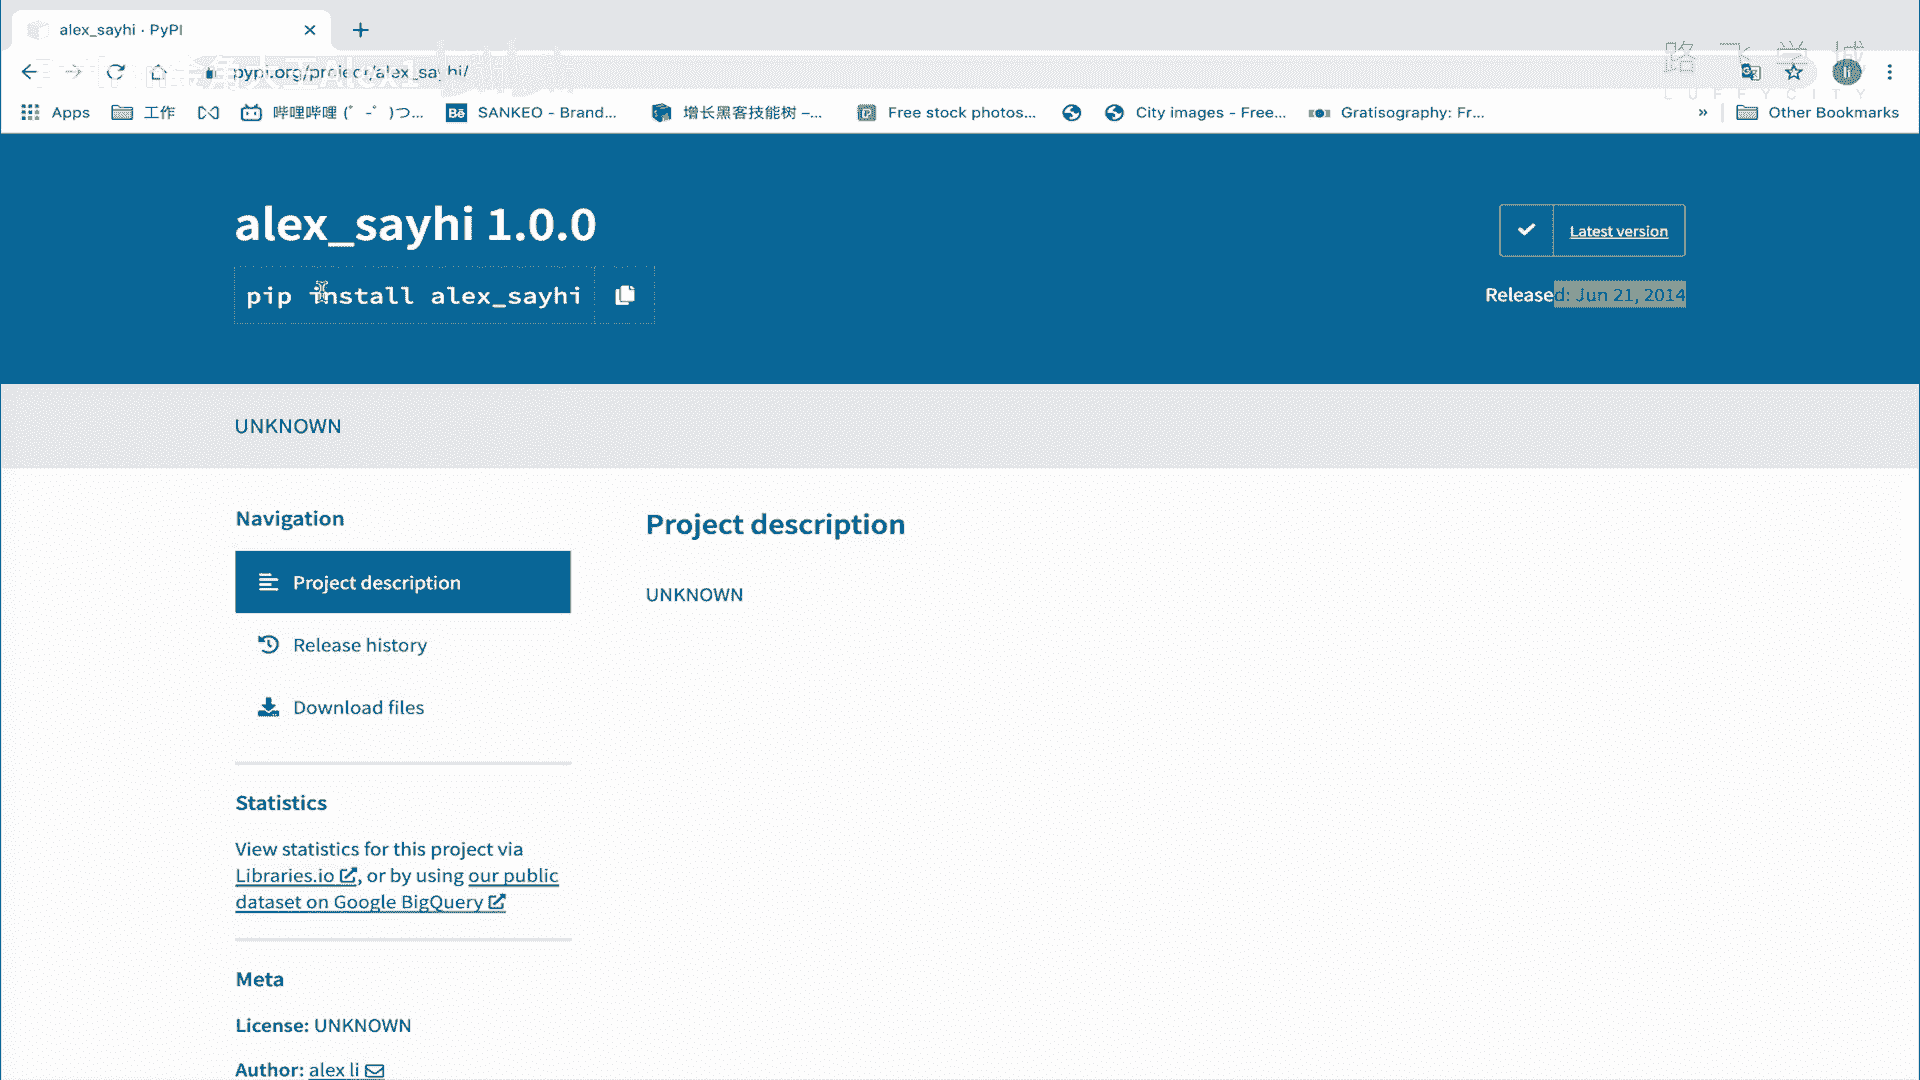 alex_sayhi · PyPI
pypi.org/project/alex_sayhi/
路飞学城
LUFFYCITY
Apps
工作
哔哩哔哩 (゜-゜)つ...
Bē SANKEO - Brand...
增长黑客技能树 –...
Free stock photos...
City images - Free...
Gratisography: Fr...
» Other Bookmarks
alex_sayhi 1.0.0
Latest version
pip install alex_sayhi
Released: Jun 21, 2014
UNKNOWN
Navigation
Project description
Project description
UNKNOWN
Release history
Download files
Statistics
View statistics for this project via
Libraries.io , or by using our public
dataset on Google BigQuery
Meta
License: UNKNOWN
Author: alex li